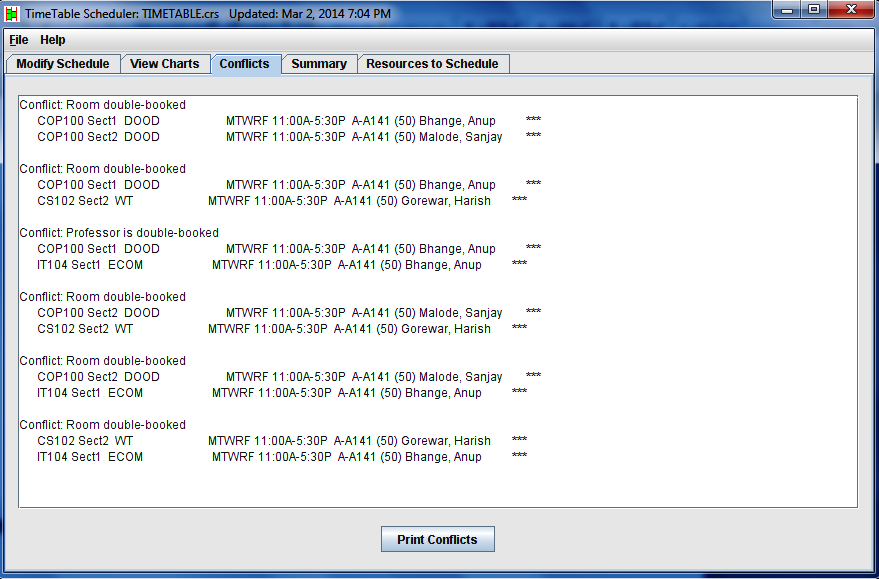 TimeTable Scheduler: TIMETABLE.crs Updated: Mar 2, 2014 7:04 PM
File Help
Modify Schedule View Charts Conflicts Summary Resources to Schedule
Conflict: Room double-booked
COP100 Sect1 DOOD MTWRF 11:00A-5:30P A-A141 (50) Bhange, Anup ***
COP100 Sect2 DOOD MTWRF 11:00A-5:30P A-A141 (50) Malode, Sanjay ***
Conflict: Room double-booked
COP100 Sect1 DOOD MTWRF 11:00A-5:30P A-A141 (50) Bhange, Anup ***
CS102 Sect2 WT MTWRF 11:00A-5:30P A-A141 (50) Gorewar, Harish ***
Conflict: Professor is double-booked
COP100 Sect1 DOOD MTWRF 11:00A-5:30P A-A141 (50) Bhange, Anup ***
IT104 Sect1 ECOM MTWRF 11:00A-5:30P A-A141 (50) Bhange, Anup ***
Conflict: Room double-booked
COP100 Sect2 DOOD MTWRF 11:00A-5:30P A-A141 (50) Malode, Sanjay ***
CS102 Sect2 WT MTWRF 11:00A-5:30P A-A141 (50) Gorewar, Harish ***
Conflict: Room double-booked
COP100 Sect2 DOOD MTWRF 11:00A-5:30P A-A141 (50) Malode, Sanjay ***
IT104 Sect1 ECOM MTWRF 11:00A-5:30P A-A141 (50) Bhange, Anup ***
Conflict: Room double-booked
CS102 Sect2 WT MTWRF 11:00A-5:30P A-A141 (50) Gorewar, Harish ***
IT104 Sect1 ECOM MTWRF 11:00A-5:30P A-A141 (50) Bhange, Anup ***
Print Conflicts